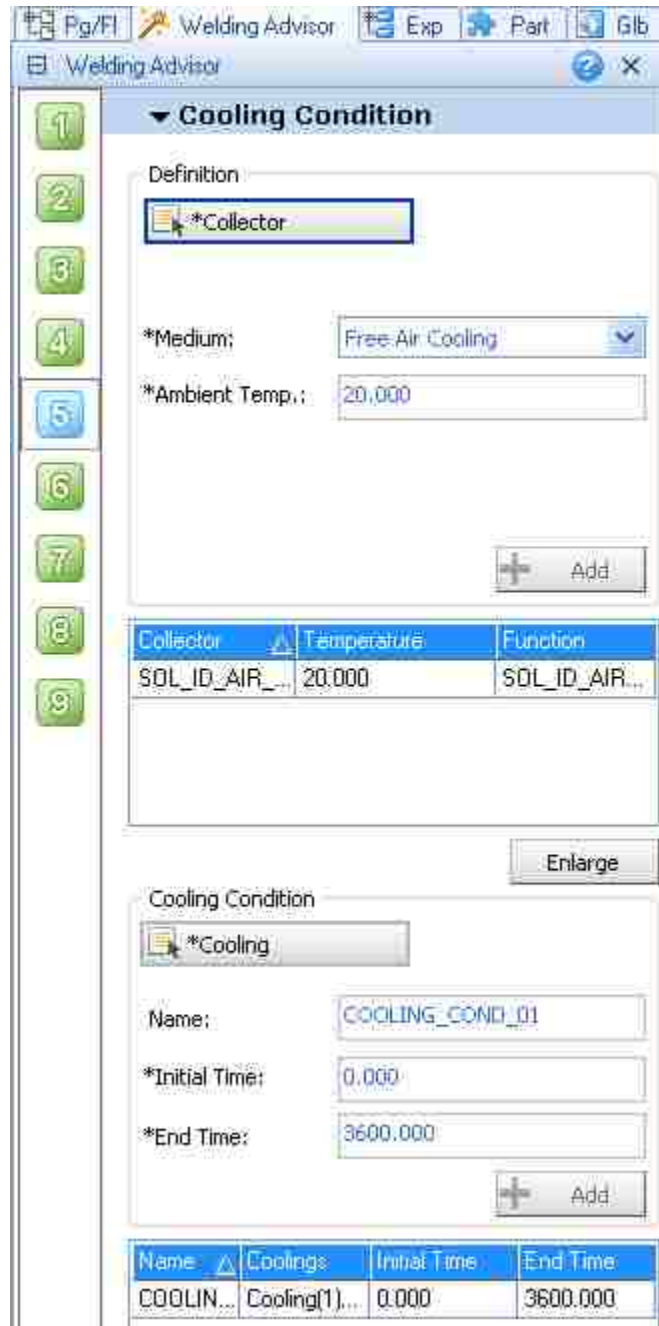 Pg/Fl Welding Advisor Exp Part Glb
Welding Advisor
1
Cooling Condition
Definition
2
*Collector
3
4
*Medium: Free Air Cooling
*Ambient Temp.: 20.000
5
6
7
Add
8
Collector Temperature Function
SOL_ID_AIR_... 20.000 SOL_ID_AIR...
9
Enlarge
Cooling Condition
*Cooling
Name: COOLING_COND_01
*Initial Time: 0.000
*End Time: 3600.000
Add
Name Coolings Initial Time End Time
COOLIN... Cooling(1)... 0.000 3600.000